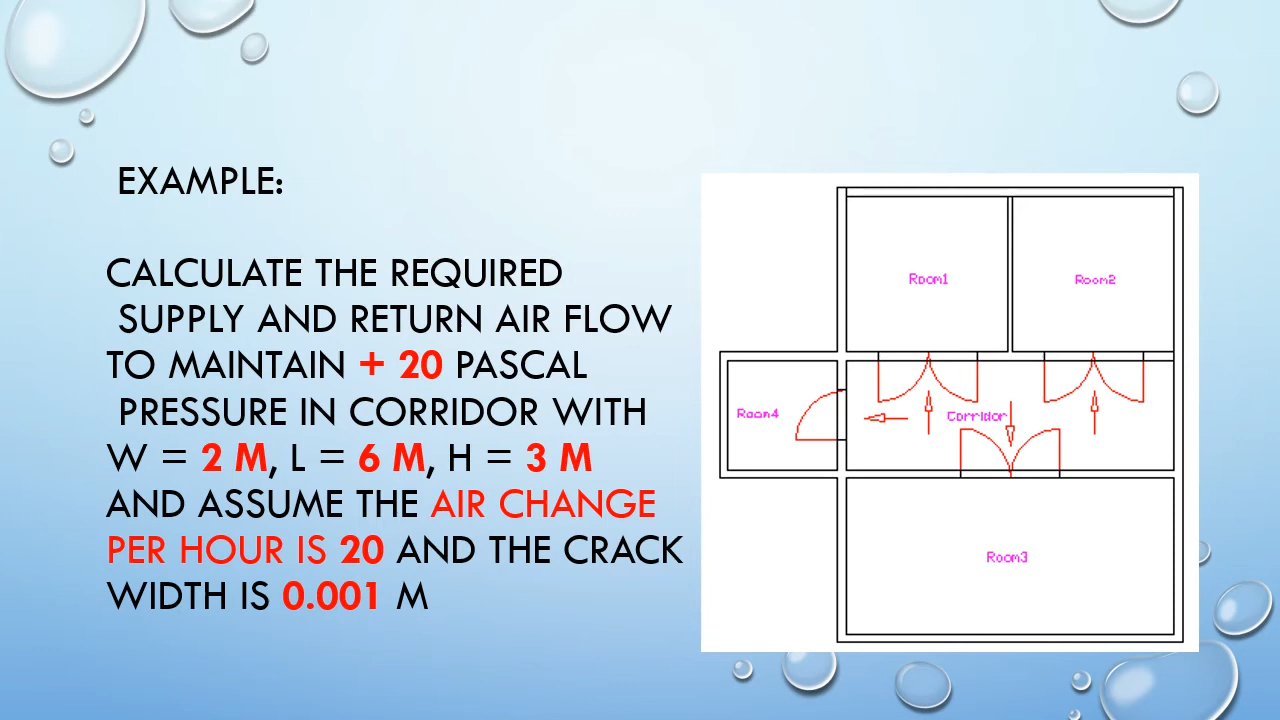 EXAMPLE:
CALCULATE THE REQUIRED
SUPPLY AND RETURN AIR FLOW
TO MAINTAIN + 20 PASCAL
PRESSURE IN CORRIDOR WITH
W = 2 M, L = 6 M, H = 3 M
AND ASSUME THE AIR CHANGE
PER HOUR IS 20 AND THE CRACK
WIDTH IS 0.001 M
Room1
Room2
Room4
Corridor
Room3